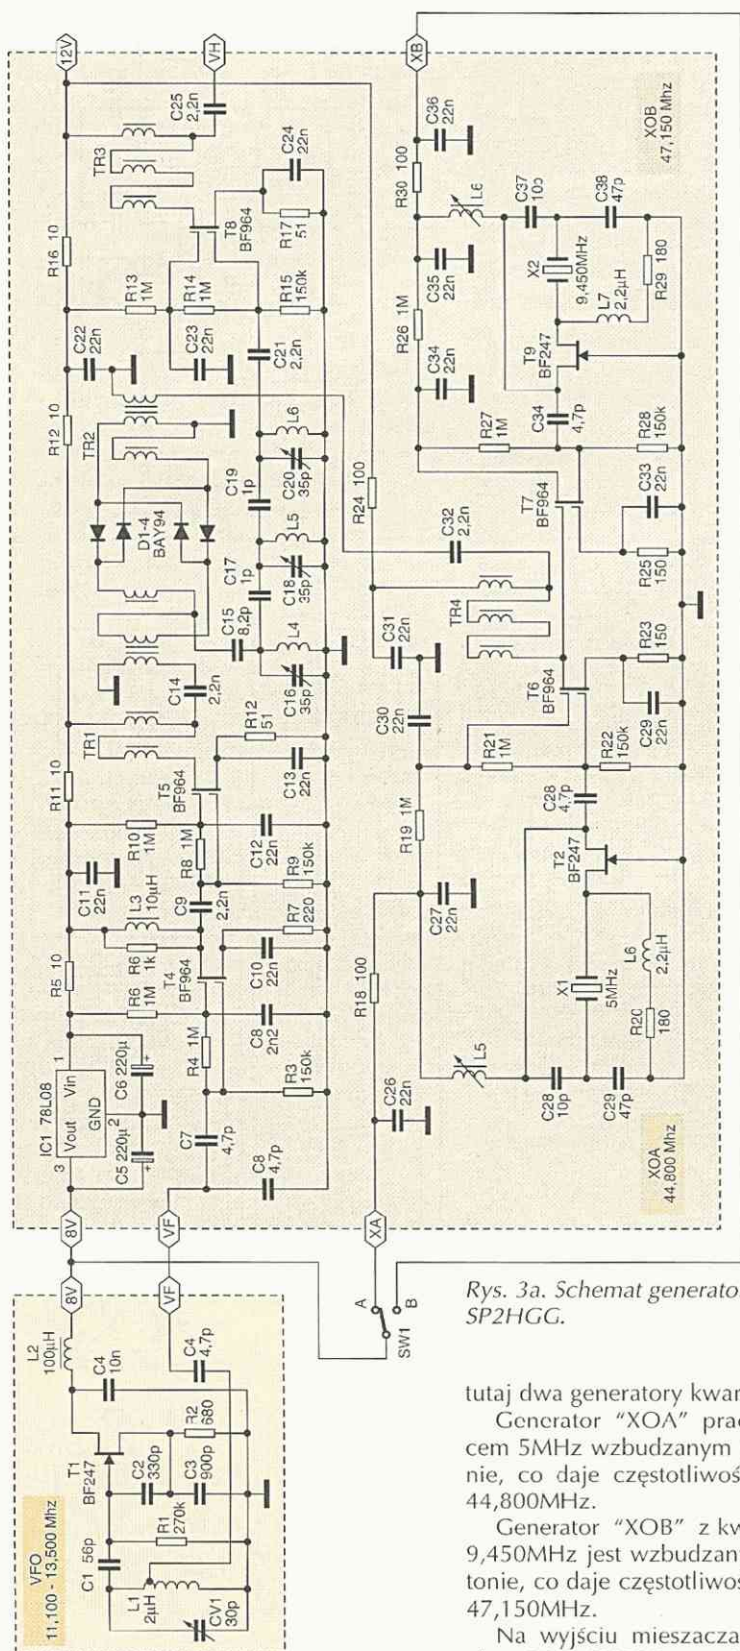 VFO
11,100 - 13,500 Mhz
CV1
30p
L1
2μH
C1 56p
R1
270k
T1
BF247
C2
330p
C3
900p
R2
680
C4
10n
L2
100μH
C4
4,7p
8V
VF
8V
VF
SW1
A
B
XA
IC1 78L08
Vout
Vin
GND
3
2
1
C5 220μ
C6 220μ
+
+
R5 10
C7
4,7p
C8
4,7p
R4 1M
R3
150k
R6
1M
R6
1k
L3
10μH
T4
BF964
C8
2n2
C10
22n
R7
220
C9
2,2n
C11
22n
R11 10
R10
1M
R8 1M
R9
150k
C12
22n
T5
BF964
C13
22n
R12
51
TR1
C14
2,2n
D1-4
BAY94
TR2
C15
8,2p
C16
35p
L4
C17
1p
C18
35p
L5
C19
1p
C20
35p
L6
R12 10
C22
22n
R16 10
R13
1M
R14
1M
R15
150k
C23
22n
C21
2,2n
T8
BF964
R17
51
C24
22n
TR3
C25
2,2n
12V
VH
XB
XOA
44,800 Mhz
C26
22n
R18 100
L5
C28
10p
C29
47p
X1
5MHz
R20
180
L6
2,2μH
C27
22n
R19 1M
T2
BF247
C28
4,7p
R21
1M
R22
150k
C30
22n
C31
22n
R24 100
T6
BF964
C29
22n
R23
150
TR4
C32
2,2n
T7
BF964
R25
150
C33
22n
R27
1M
R28
150k
C34
22n
C34
4,7p
R26 1M
C35
22n
T9
BF247
L7
2,2μH
R29 180
X2
9,450MHz
L6
C37
10p
C38
47p
R30 100
C36
22n
XOB
47,150 Mhz
Rys. 3a. Schemat generato
SP2HGG.
tutaj dwa generatory kwar
Generator "XOA" prac
cem 5MHz wzbudzanym
nie, co daje częstotliwość
44,800MHz.
Generator "XOB" z kw
9,450MHz jest wzbudzan
tonie, co daje częstotliwoś
47,150MHz.
Na wyjściu mieszacza